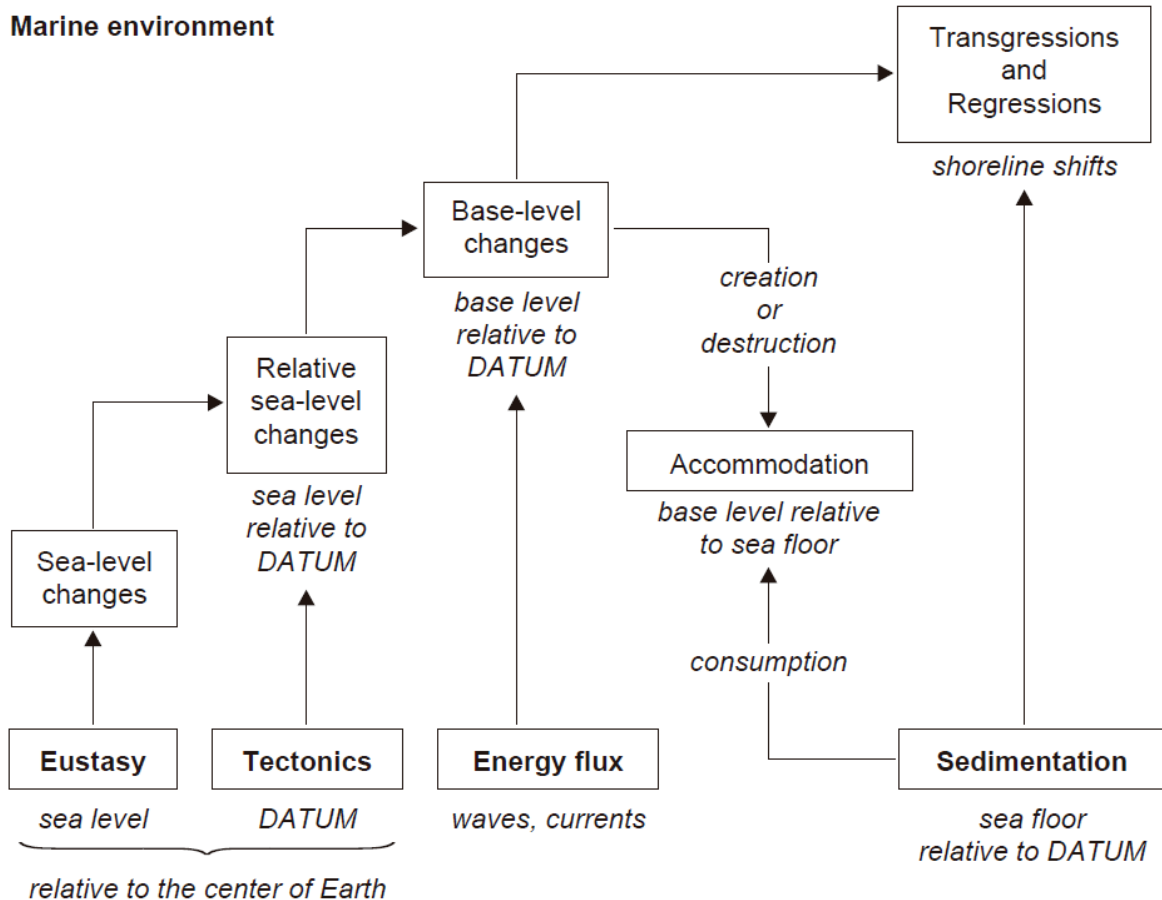 Marine environment
Transgressions
and
Regressions
shoreline shifts
Base-level
changes
base level
relative to
DATUM
creation
or
destruction
Relative
sea-level
changes
sea level
relative to
DATUM
Accommodation
base level relative
to sea floor
Sea-level
changes
consumption
Eustasy
sea level
Tectonics
DATUM
relative to the center of Earth
Energy flux
waves, currents
Sedimentation
sea floor
relative to DATUM